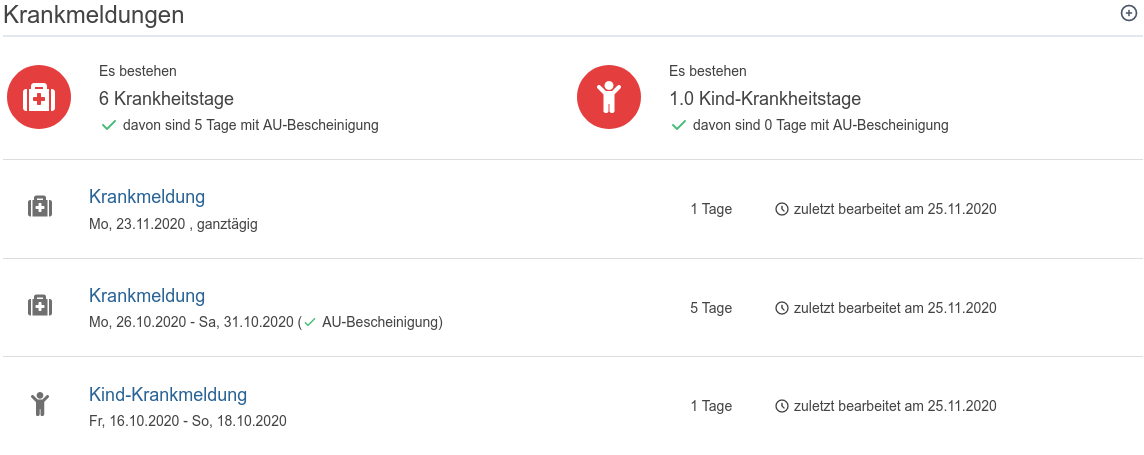 Krankmeldungen
Es bestehen
6 Krankheitstage
davon sind 5 Tage mit AU-Bescheinigung
Es bestehen
1.0 Kind-Krankheitstage
davon sind 0 Tage mit AU-Bescheinigung
Krankmeldung
Mo, 23.11.2020 , ganztägig
1 Tage
zuletzt bearbeitet am 25.11.2020
Krankmeldung
Mo, 26.10.2020 - Sa, 31.10.2020 (✓ AU-Bescheinigung)
5 Tage
zuletzt bearbeitet am 25.11.2020
Kind-Krankmeldung
Fr, 16.10.2020 - So, 18.10.2020
1 Tage
zuletzt bearbeitet am 25.11.2020